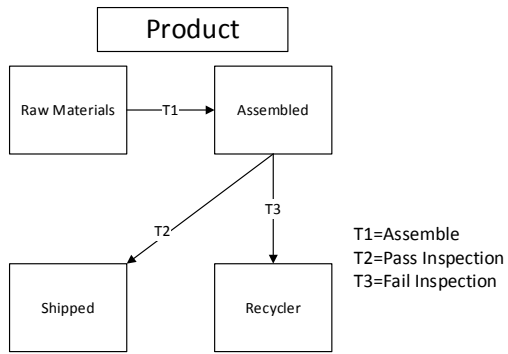 Product
Raw Materials
T1
Assembled
T2
T3
T1=Assemble
T2=Pass Inspection
T3=Fail Inspection
Shipped
Recycler